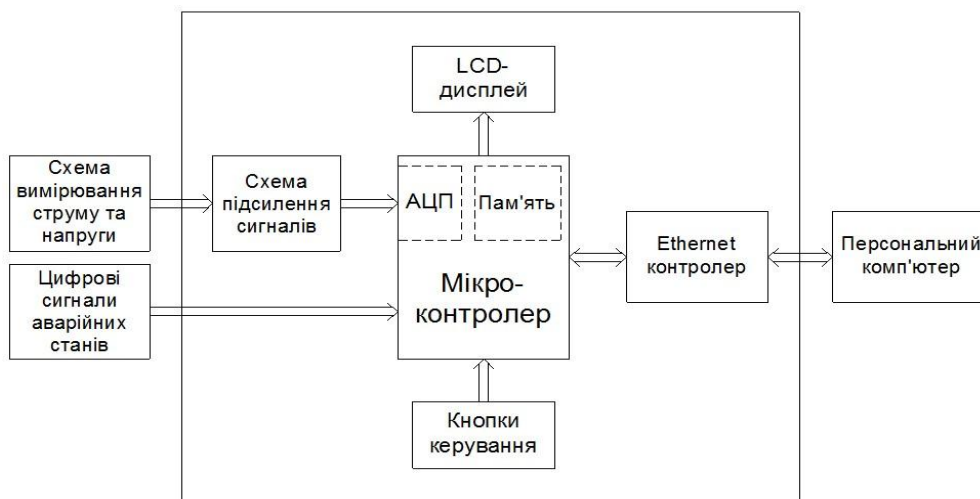 LCD-
дисплей
Схема
вимірювання
струму та
напруги
Схема
підсилення
сигналів
АЦП
Пам'ять
Ethernet
контролер
Персональний
комп'ютер
Цифрові
сигнали
аварійних
станів
Мікро-
контролер
Кнопки
керування